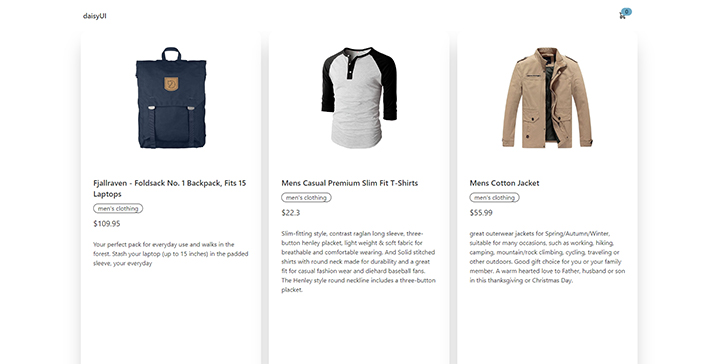 daisyUI
0
Fjallraven - Foldsack No. 1 Backpack, Fits 15
Laptops
men's clothing
$109.95
Your perfect pack for everyday use and walks in the
forest. Stash your laptop (up to 15 inches) in the padded
sleeve, your everyday
Mens Casual Premium Slim Fit T-Shirts
men's clothing
$22.3
Slim-fitting style, contrast raglan long sleeve, three-
button henley placket, light weight & soft fabric for
breathable and comfortable wearing. And Solid stitched
shirts with round neck made for durability and a great
fit for casual fashion wear and diehard baseball fans.
The Henley style round neckline includes a three-button
placket.
Mens Cotton Jacket
men's clothing
$55.99
great outerwear jackets for Spring/Autumn/Winter,
suitable for many occasions, such as working, hiking,
camping, mountain/rock climbing, cycling, traveling or
other outdoors. Good gift choice for you or your family
member. A warm hearted love to Father, husband or son
in this thanksgiving or Christmas Day.